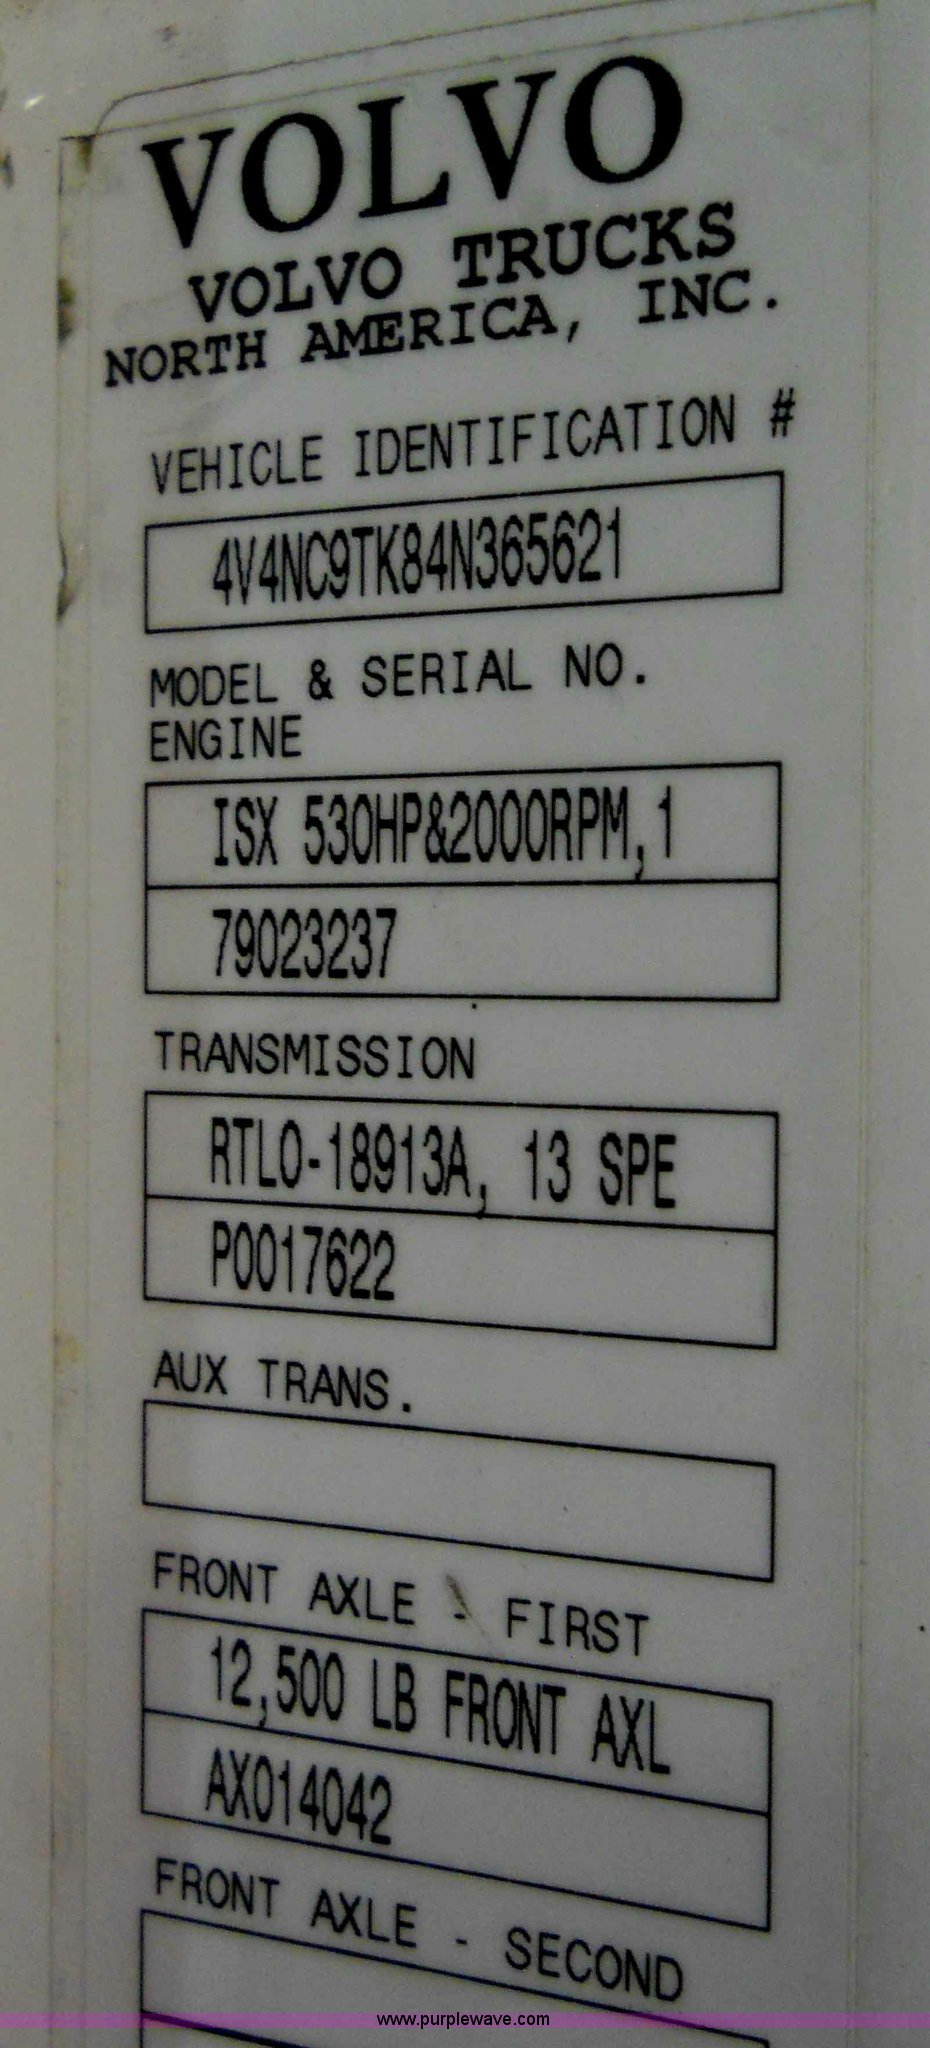 VOLVO
VOLVO TRUCKS
NORTH AMERICA, INC.
VEHICLE IDENTIFICATION #
4V4NC9TK84N365621
MODEL & SERIAL NO.
ENGINE
ISX 530HP&2000RPM,1
79023237
TRANSMISSION
RTLO-18913A, 13 SPE
P0017622
AUX TRANS.
FRONT AXLE - FIRST
12,500 LB FRONT AXL
AX014042
FRONT AXLE - SECOND
www.purplewave.com